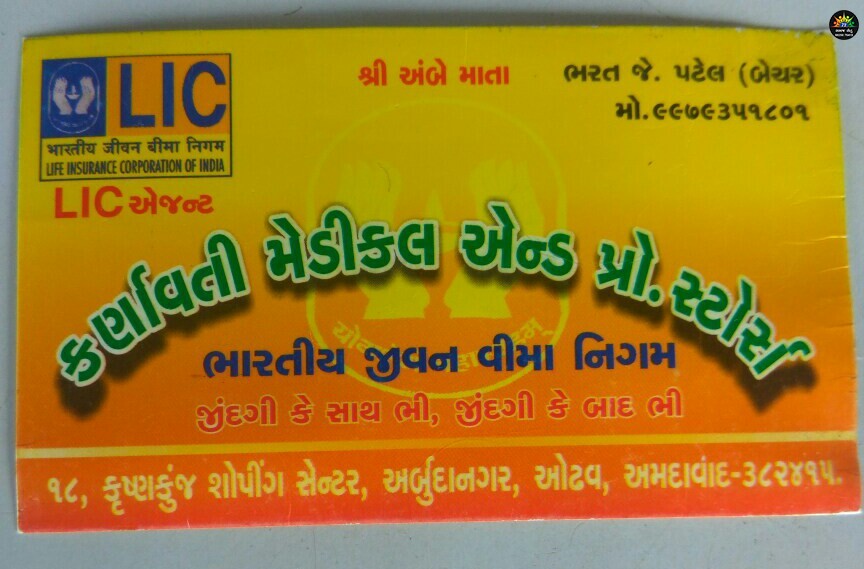 LIC
भारतीय जीवन बीमा निगम
LIFE INSURANCE CORPORATION OF INDIA
LIC એજન્ટ
શ્રી અંબે માતા
ભરત જે. પટેલ (બેચર)
મો.૯૯૭૯૩૫૧૮૦૧
કર્ણાવતી મેડીકલ એન્ડ પ્રો. સ્ટોર્સ
ભારતીય જીવન વીમા નિગમ
જીંદગી કે સાથ ભી, જીંદગી કે બાદ ભી
૧૮, કૃષ્ણકુંજ શોપીંગ સેન્ટર, અર્બુદાનગર, ઓઢવ, અમદાવાદ-૩૮૨૪૧૫.